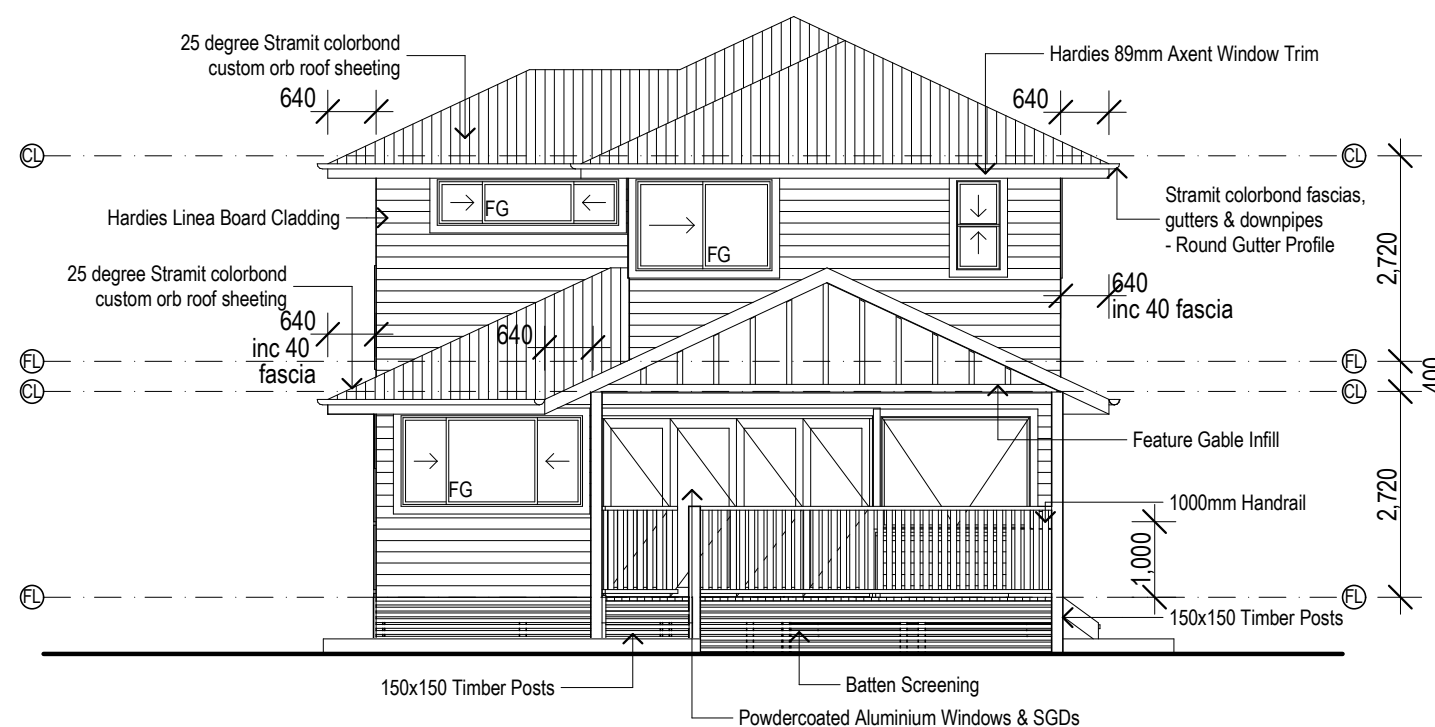 25 degree Stramit colorbond
custom orb roof sheeting
Hardies 89mm Axent Window Trim
640
640
CL
CL
Hardies Linea Board Cladding
FG
FG
Stramit colorbond fascias,
gutters & downpipes
- Round Gutter Profile
2,720
25 degree Stramit colorbond
custom orb roof sheeting
640
inc 40 fascia
640
inc 40
fascia
640
FL
FL
400
CL
CL
Feature Gable Infill
FG
1000mm Handrail
2,720
1,000
FL
FL
150x150 Timber Posts
150x150 Timber Posts
Batten Screening
Powdercoated Aluminium Windows & SGDs